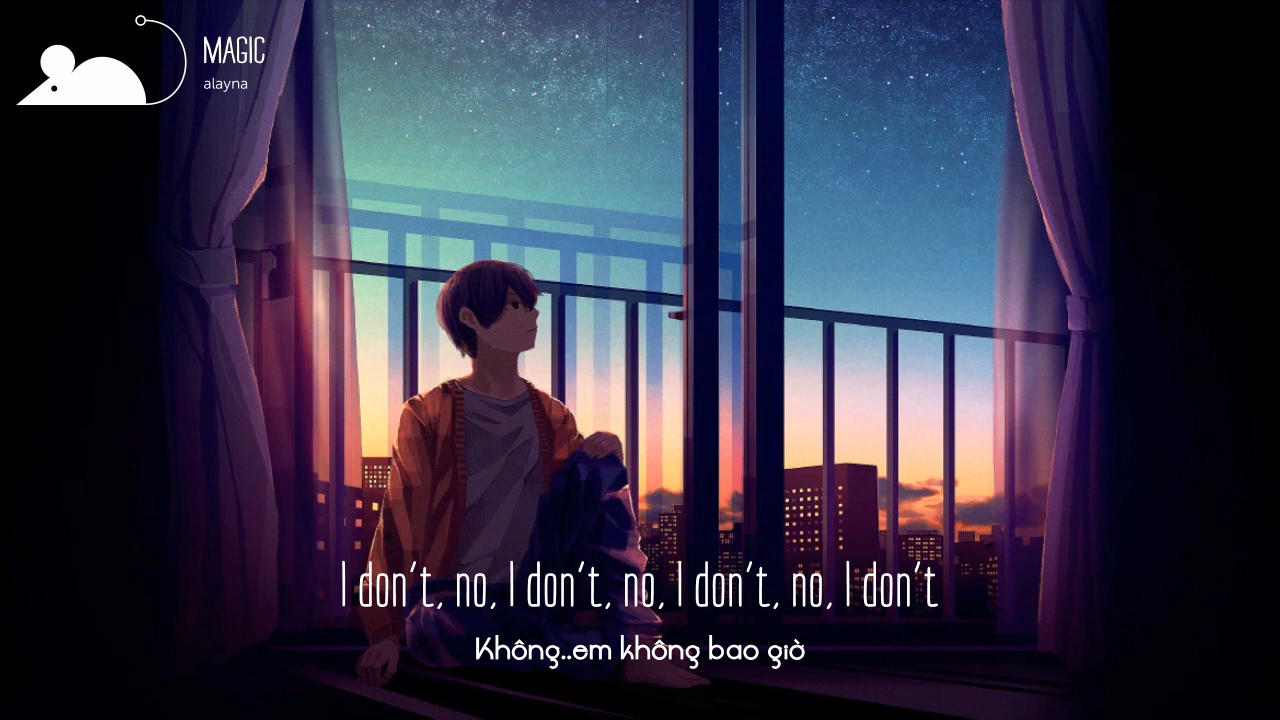 MAGIC
alayna
I don't, no, I don't, no, I don't, no, I don't
Không..em không bao giờ